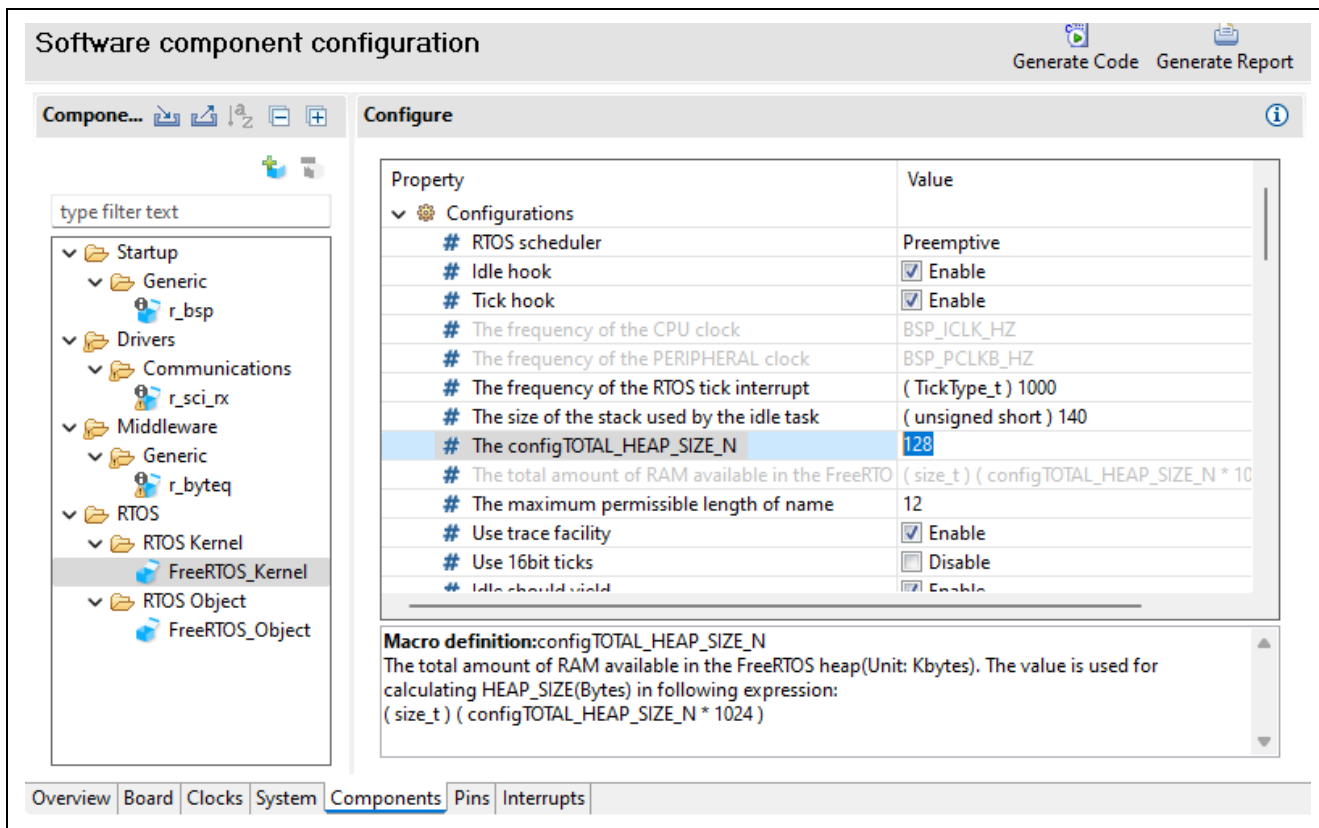 Software component configuration
Generate Code Generate Report
Compone...
Configure
type filter text
Startup
Generic
r_bsp
Drivers
Communications
r_sci_rx
Middleware
Generic
r_byteq
RTOS
RTOS Kernel
FreeRTOS_Kernel
RTOS Object
FreeRTOS_Object
Property Value
Configurations
# RTOS scheduler Preemptive
# Idle hook Enable
# Tick hook Enable
# The frequency of the CPU clock BSP_ICLK_HZ
# The frequency of the PERIPHERAL clock BSP_PCLKB_HZ
# The frequency of the RTOS tick interrupt ( TickType_t ) 1000
# The size of the stack used by the idle task ( unsigned short ) 140
# The configTOTAL_HEAP_SIZE_N 128
# The total amount of RAM available in the FreeRTO ( size_t ) ( configTOTAL_HEAP_SIZE_N * 10
# The maximum permissible length of name 12
# Use trace facility Enable
# Use 16bit ticks Disable
# Idle should yield Enable
Macro definition:configTOTAL_HEAP_SIZE_N
The total amount of RAM available in the FreeRTOS heap(Unit: Kbytes). The value is used for
calculating HEAP_SIZE(Bytes) in following expression:
( size_t ) ( configTOTAL_HEAP_SIZE_N * 1024 )
Overview Board Clocks System Components Pins Interrupts